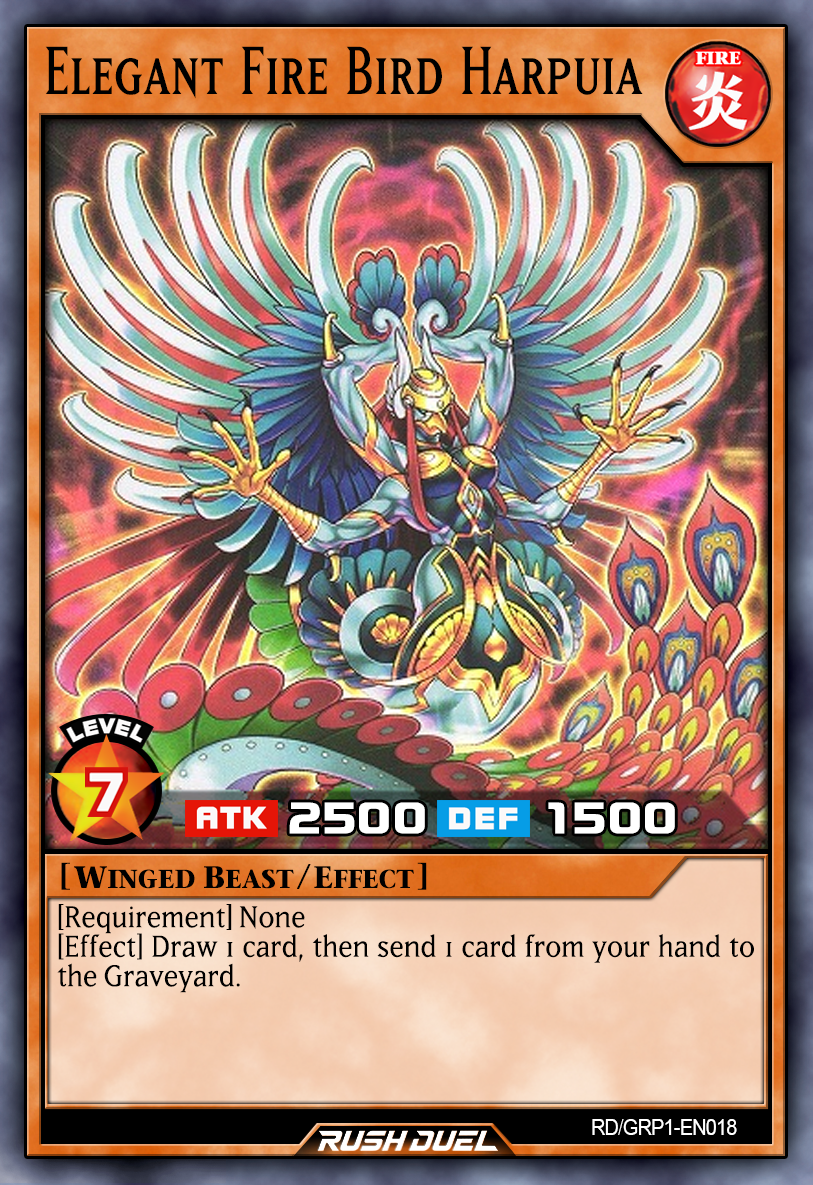 Elegant Fire Bird Harpuia
FIRE
炎
LEVEL
7
ATK 2500 DEF 1500
[Winged Beast/Effect]
[Requirement] None
[Effect] Draw 1 card, then send 1 card from your hand to
the Graveyard.
RUSH DUEL
RD/GRP1-EN018